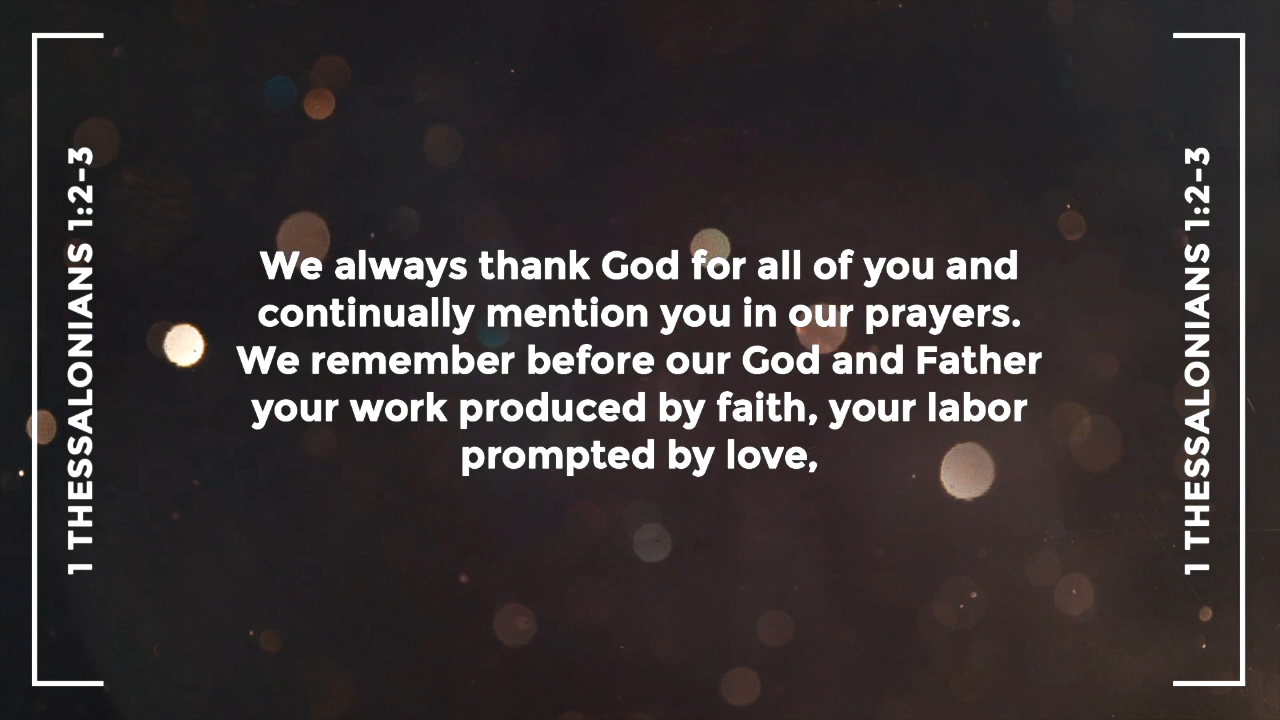 1 THESSALONIANS 1:2-3
We always thank God for all of you and
continually mention you in our prayers.
We remember before our God and Father
your work produced by faith, your labor
prompted by love,
1 THESSALONIANS 1:2-3